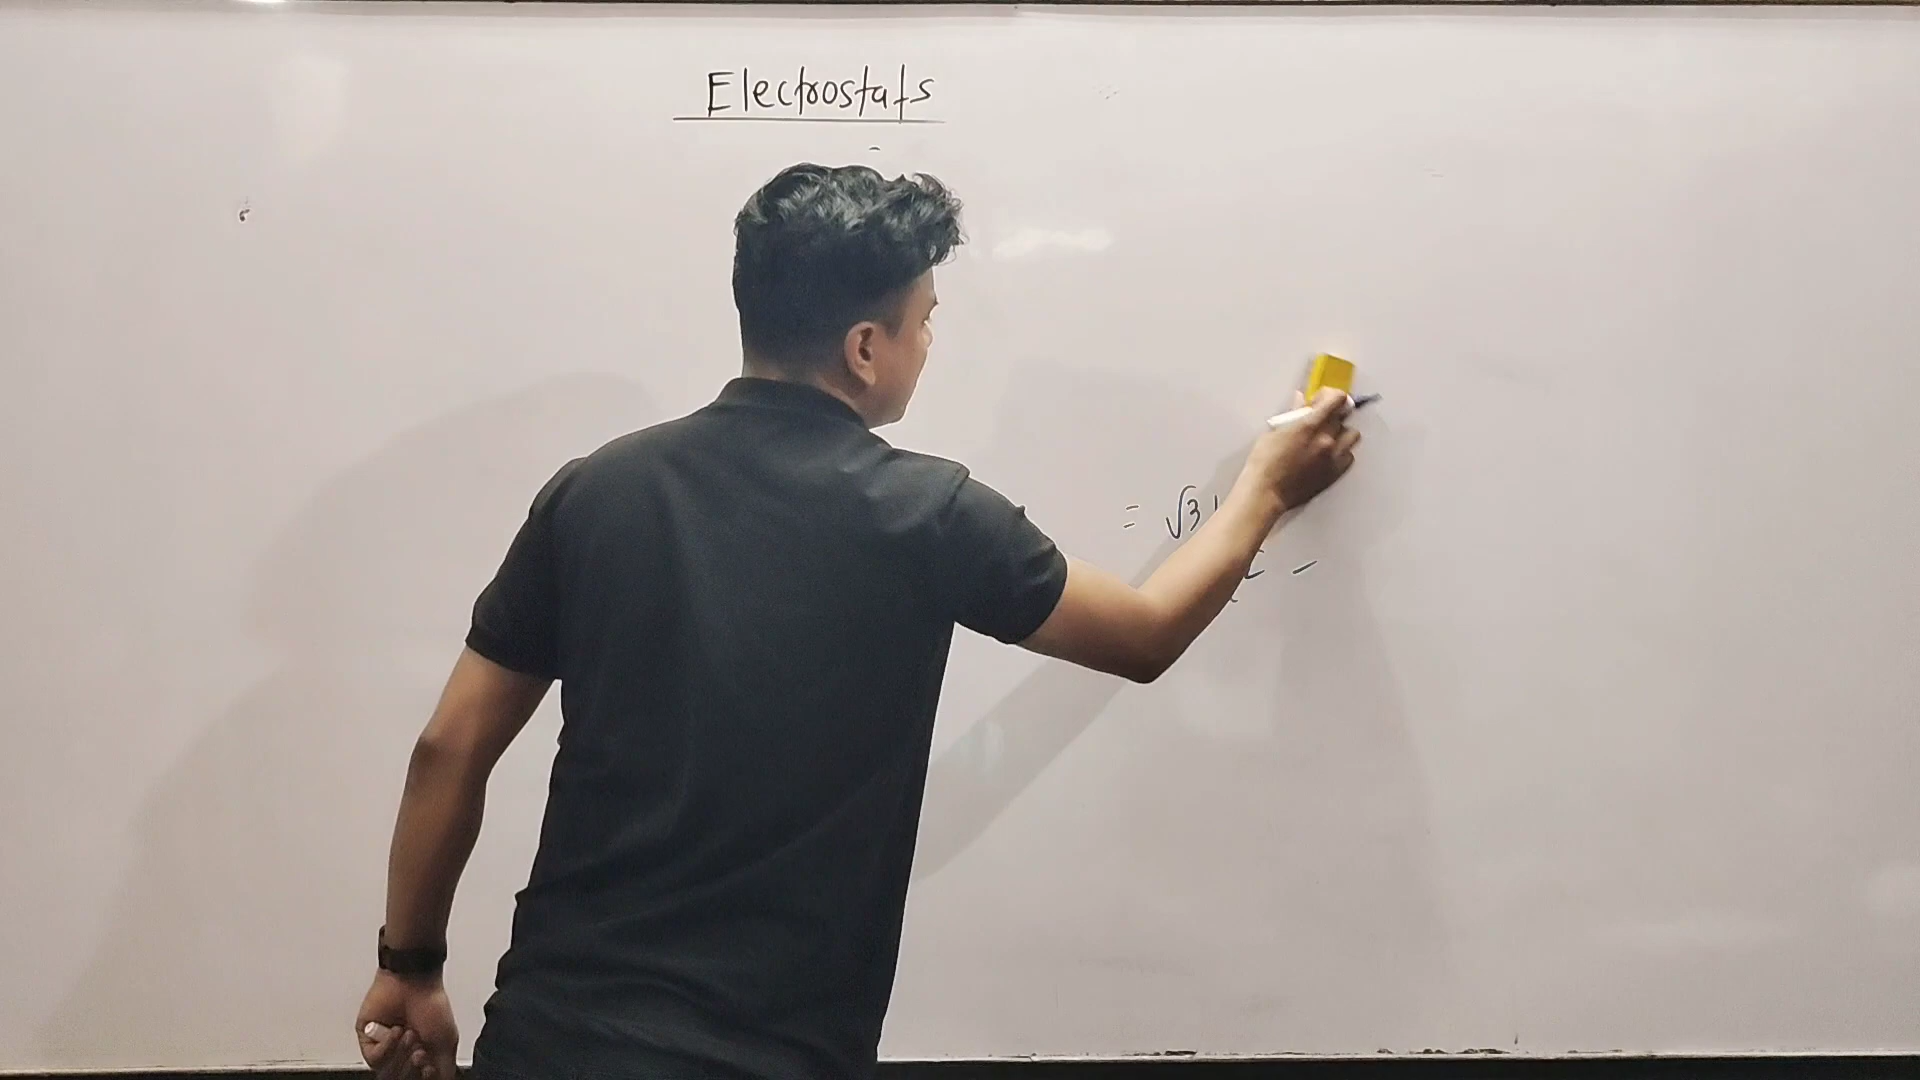 Electrostats
= √3